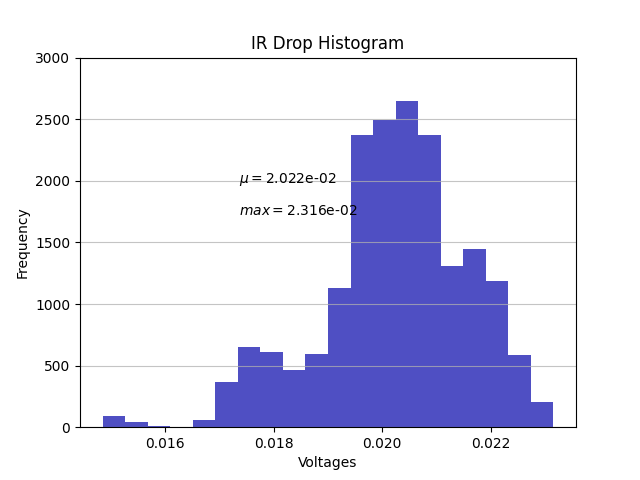 IR Drop Histogram
3000
2500
2000
1500
1000
500
0
Frequency
μ = 2.022e-02
max = 2.316e-02
0.016 0.018 0.020 0.022
Voltages